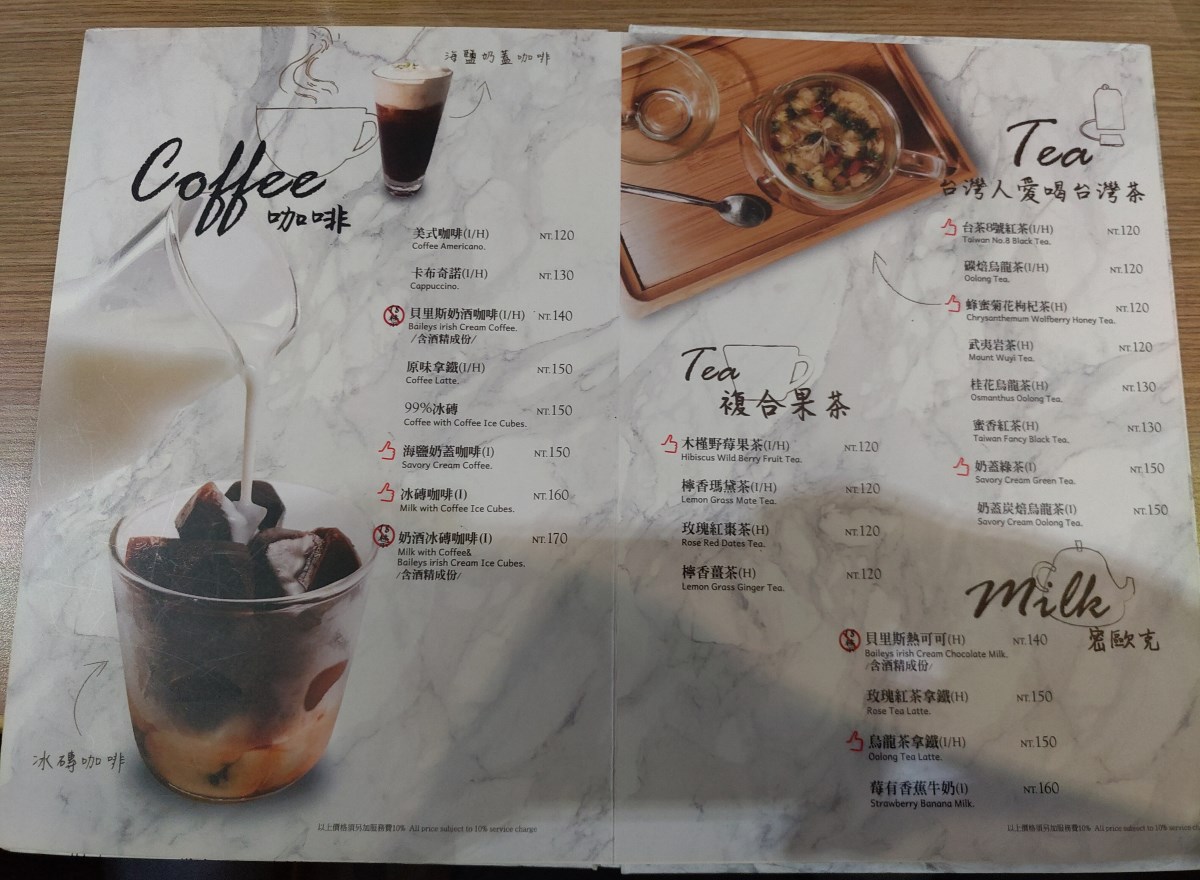 海鹽奶蓋咖啡
Coffee
咖啡
美式咖啡(I/H) NT.120
Coffee Americano.
卡布奇諾(I/H) NT.130
Cappuccino.
貝里斯奶酒咖啡(I/H) NT.140
Baileys irish Cream Coffee.
/含酒精成份/
原味拿鐵(I/H) NT.150
Coffee Latte.
99%冰磚 NT.150
Coffee with Coffee Ice Cubes.
海鹽奶蓋咖啡(I) NT.150
Savory Cream Coffee.
冰磚咖啡(I) NT.160
Milk with Coffee Ice Cubes.
奶酒冰磚咖啡(I) NT.170
Milk with Coffee&
Baileys irish Cream Ice Cubes.
/含酒精成份/
冰磚咖啡
以上價格須另加服務費10% All price subject to 10% service charge
Tea
台灣人愛喝台灣茶
台茶8號紅茶(I/H) NT.120
Taiwan No.8 Black Tea.
碳焙烏龍茶(I/H) NT.120
Oolong Tea.
蜂蜜菊花枸杞茶(H) NT.120
Chrysanthemum Wolfberry Honey Tea.
武夷岩茶(H) NT.120
Mount Wuyi Tea.
桂花烏龍茶(H) NT.130
Osmanthus Oolong Tea.
蜜香紅茶(H) NT.130
Taiwan Fancy Black Tea.
奶蓋綠茶(I) NT.150
Savory Cream Green Tea.
奶蓋炭焙烏龍茶(I) NT.150
Savory Cream Oolong Tea.
Tea
複合果茶
木槿野莓果茶(I/H) NT.120
Hibiscus Wild Berry Fruit Tea.
檸香瑪黛茶(I/H) NT.120
Lemon Grass Mate Tea.
玫瑰紅棗茶(H) NT.120
Rose Red Dates Tea.
檸香薑茶(H) NT.120
Lemon Grass Ginger Tea.
Milk
密歐克
貝里斯熱可可(H) NT.140
Baileys irish Cream Chocolate Milk.
/含酒精成份/
玫瑰紅茶拿鐵(H) NT.150
Rose Tea Latte.
烏龍茶拿鐵(I/H) NT.150
Oolong Tea Latte.
莓有香蕉牛奶(I) NT.160
Strawberry Banana Milk.
以上價格須另加服務費10% All price subject to 10% service